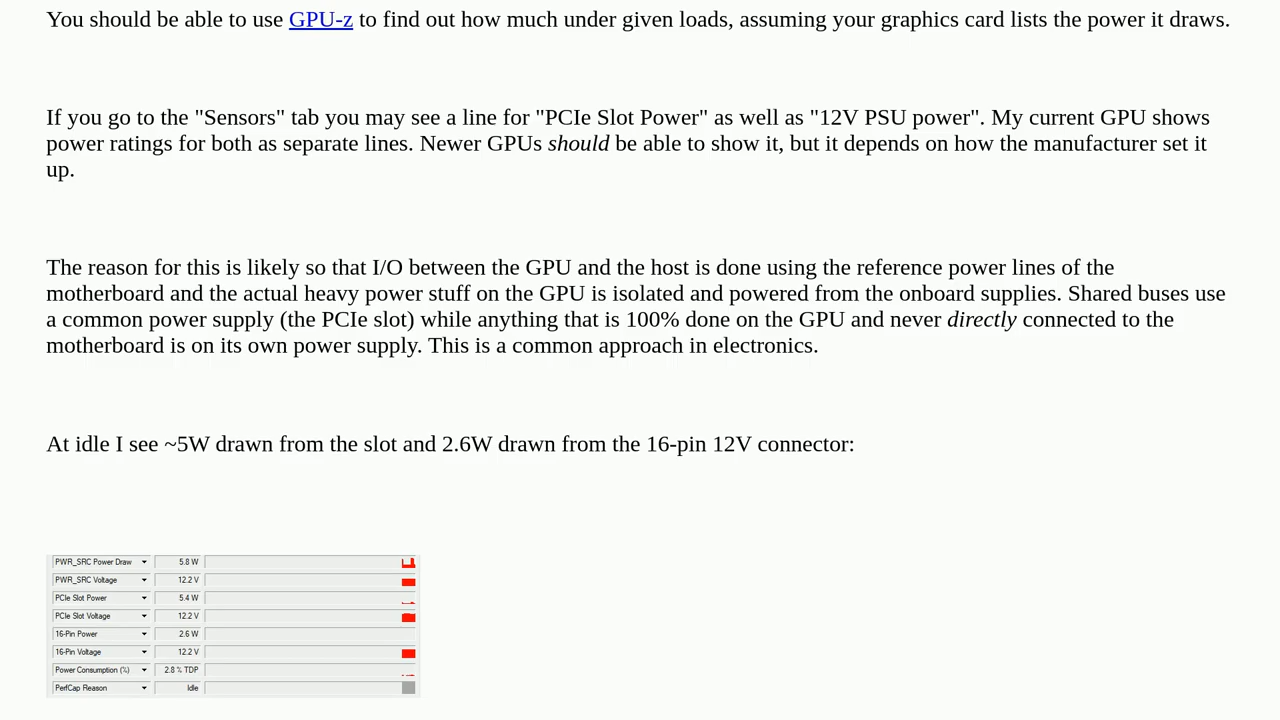 You should be able to use GPU-z to find out how much under given loads, assuming your graphics card lists the power it draws.
If you go to the "Sensors" tab you may see a line for "PCIe Slot Power" as well as "12V PSU power". My current GPU shows
power ratings for both as separate lines. Newer GPUs should be able to show it, but it depends on how the manufacturer set it
up.
The reason for this is likely so that I/O between the GPU and the host is done using the reference power lines of the
motherboard and the actual heavy power stuff on the GPU is isolated and powered from the onboard supplies. Shared buses use
a common power supply (the PCIe slot) while anything that is 100% done on the GPU and never directly connected to the
motherboard is on its own power supply. This is a common approach in electronics.
At idle I see ~5W drawn from the slot and 2.6W drawn from the 16-pin 12V connector:
PWR_SRC Power Draw 5.8 W
PWR_SRC Voltage 12.2 V
PCIe Slot Power 5.4 W
PCIe Slot Voltage 12.2 V
16-Pin Power 2.6 W
16-Pin Voltage 12.2 V
Power Consumption (%) 2.8 % TDP
PerfCap Reason Idle